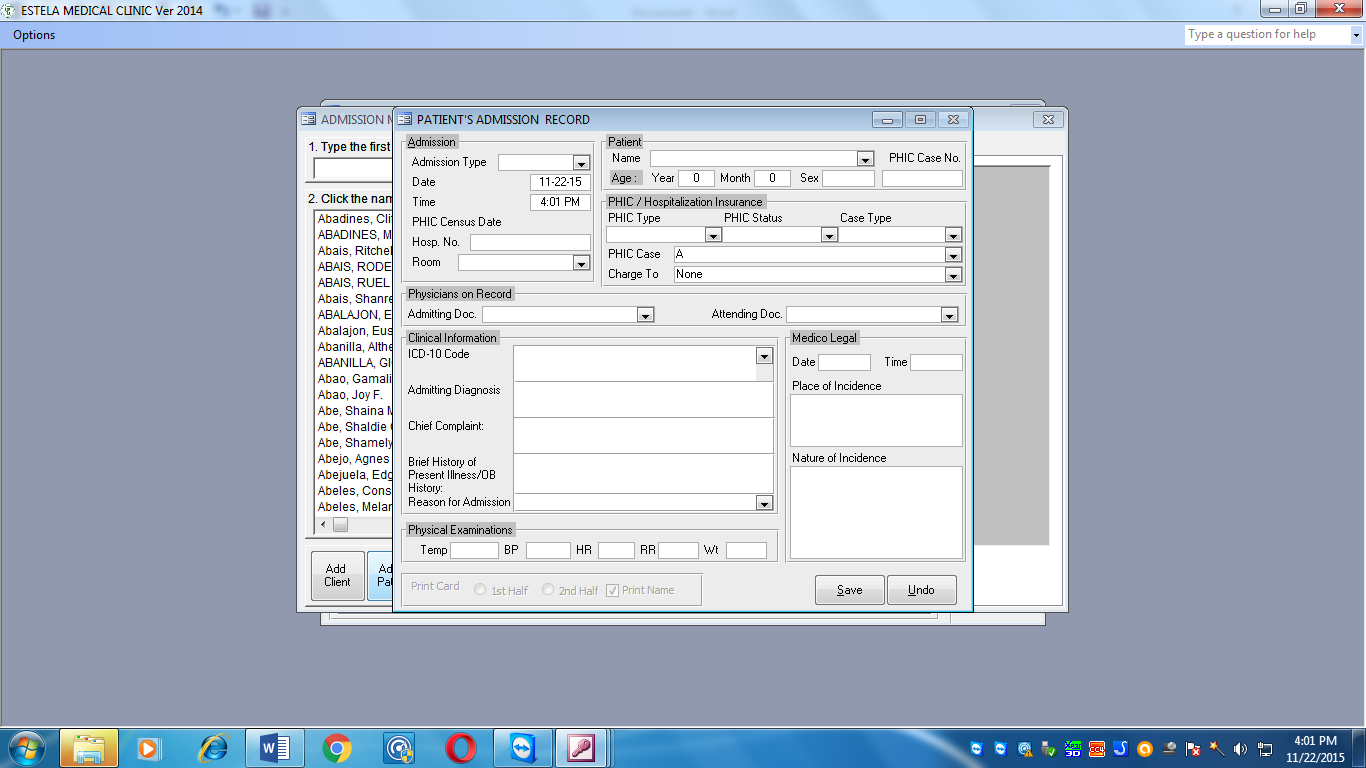 ESTELA MEDICAL CLINIC Ver 2014
Options
Type a question for help
ADMISSION
PATIENT'S ADMISSION RECORD
1. Type the first
2. Click the nam
Abadines, Cli
ABADINES, M
Abais, Ritchel
ABAIS, RODE
ABAIS, RUEL
Abais, Shanre
ABALAJON, E
Abalajon, Eus
Abanilla, Althe
ABANILLA, Gl
Abao, Gamali
Abao, Joy F.
Abe, Shaina M
Abe, Shaldie
Abe, Shamely
Abejo, Agnes
Abejuela, Edg
Abeles, Cons
Abeles, Melar
Add
Client
Ad
Pat
Admission
Admission Type
Date 11-22-15
Time 4:01 PM
PHIC Census Date
Hosp. No.
Room
Patient
Name PHIC Case No.
Age : Year 0 Month 0 Sex
PHIC / Hospitalization Insurance
PHIC Type PHIC Status Case Type
PHIC Case A
Charge To None
Physicians on Record
Admitting Doc. Attending Doc.
Clinical Information
ICD-10 Code
Admitting Diagnosis
Chief Complaint:
Brief History of
Present Illness/OB
History:
Reason for Admission
Medico Legal
Date Time
Place of Incidence
Nature of Incidence
Physical Examinations
Temp BP HR RR Wt
Print Card 1st Half 2nd Half Print Name
Save Undo
4:01 PM
11/22/2015